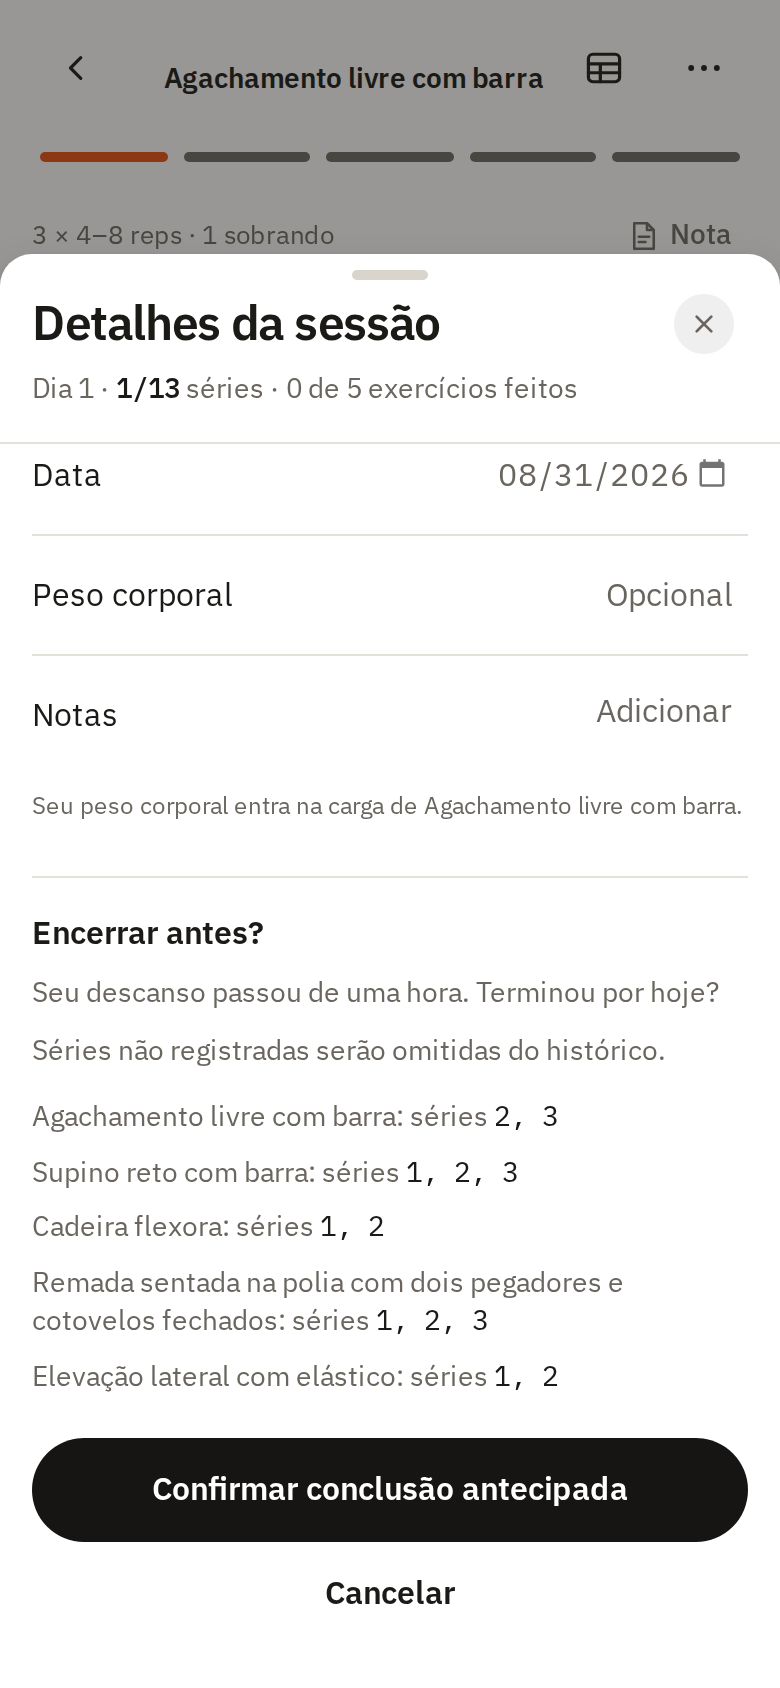 Agachamento livre com barra
3 × 4–8 reps · 1 sobrando
Nota
Detalhes da sessão
Dia 1 · 1/13 séries · 0 de 5 exercícios feitos
Data
08/31/2026
Peso corporal
Opcional
Notas
Adicionar
Seu peso corporal entra na carga de Agachamento livre com barra.
Encerrar antes?
Seu descanso passou de uma hora. Terminou por hoje?
Séries não registradas serão omitidas do histórico.
Agachamento livre com barra: séries 2, 3
Supino reto com barra: séries 1, 2, 3
Cadeira flexora: séries 1, 2
Remada sentada na polia com dois pegadores e
cotovelos fechados: séries 1, 2, 3
Elevação lateral com elástico: séries 1, 2
Confirmar conclusão antecipada
Cancelar